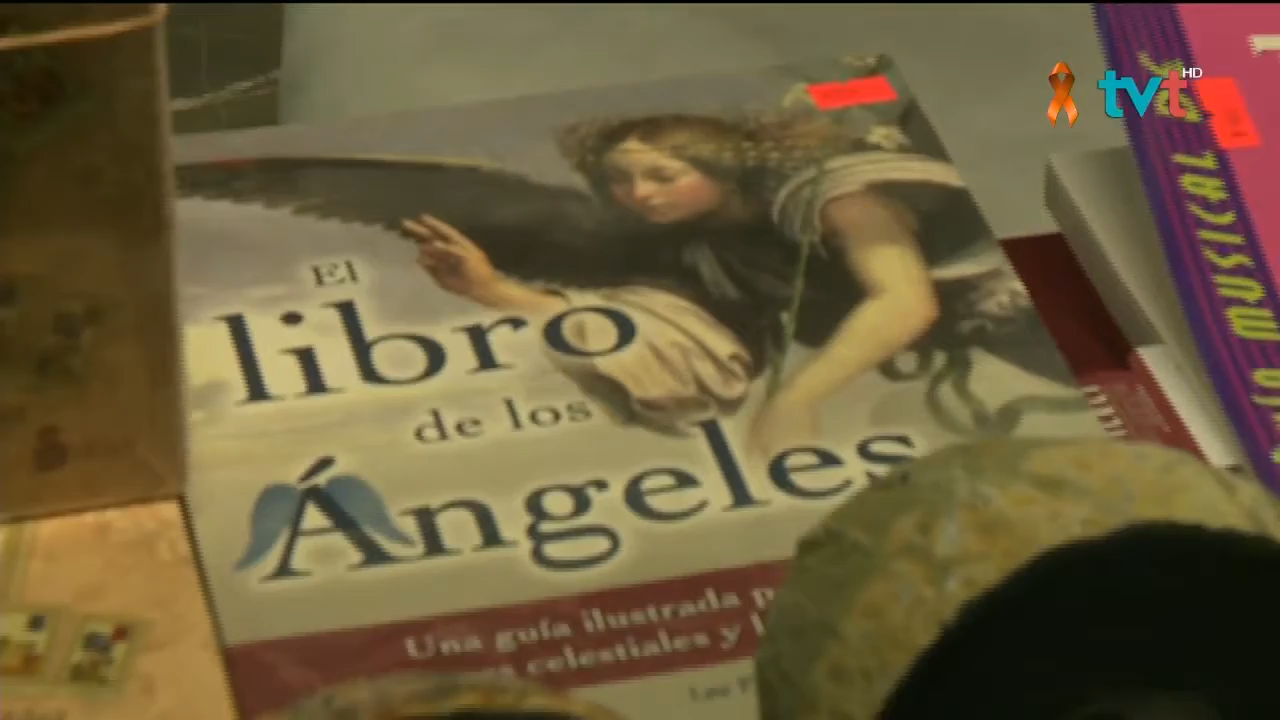 tvt HD
El
libro
de los
Ángeles
Una guía ilustrada
celestiales y
MUSICAL